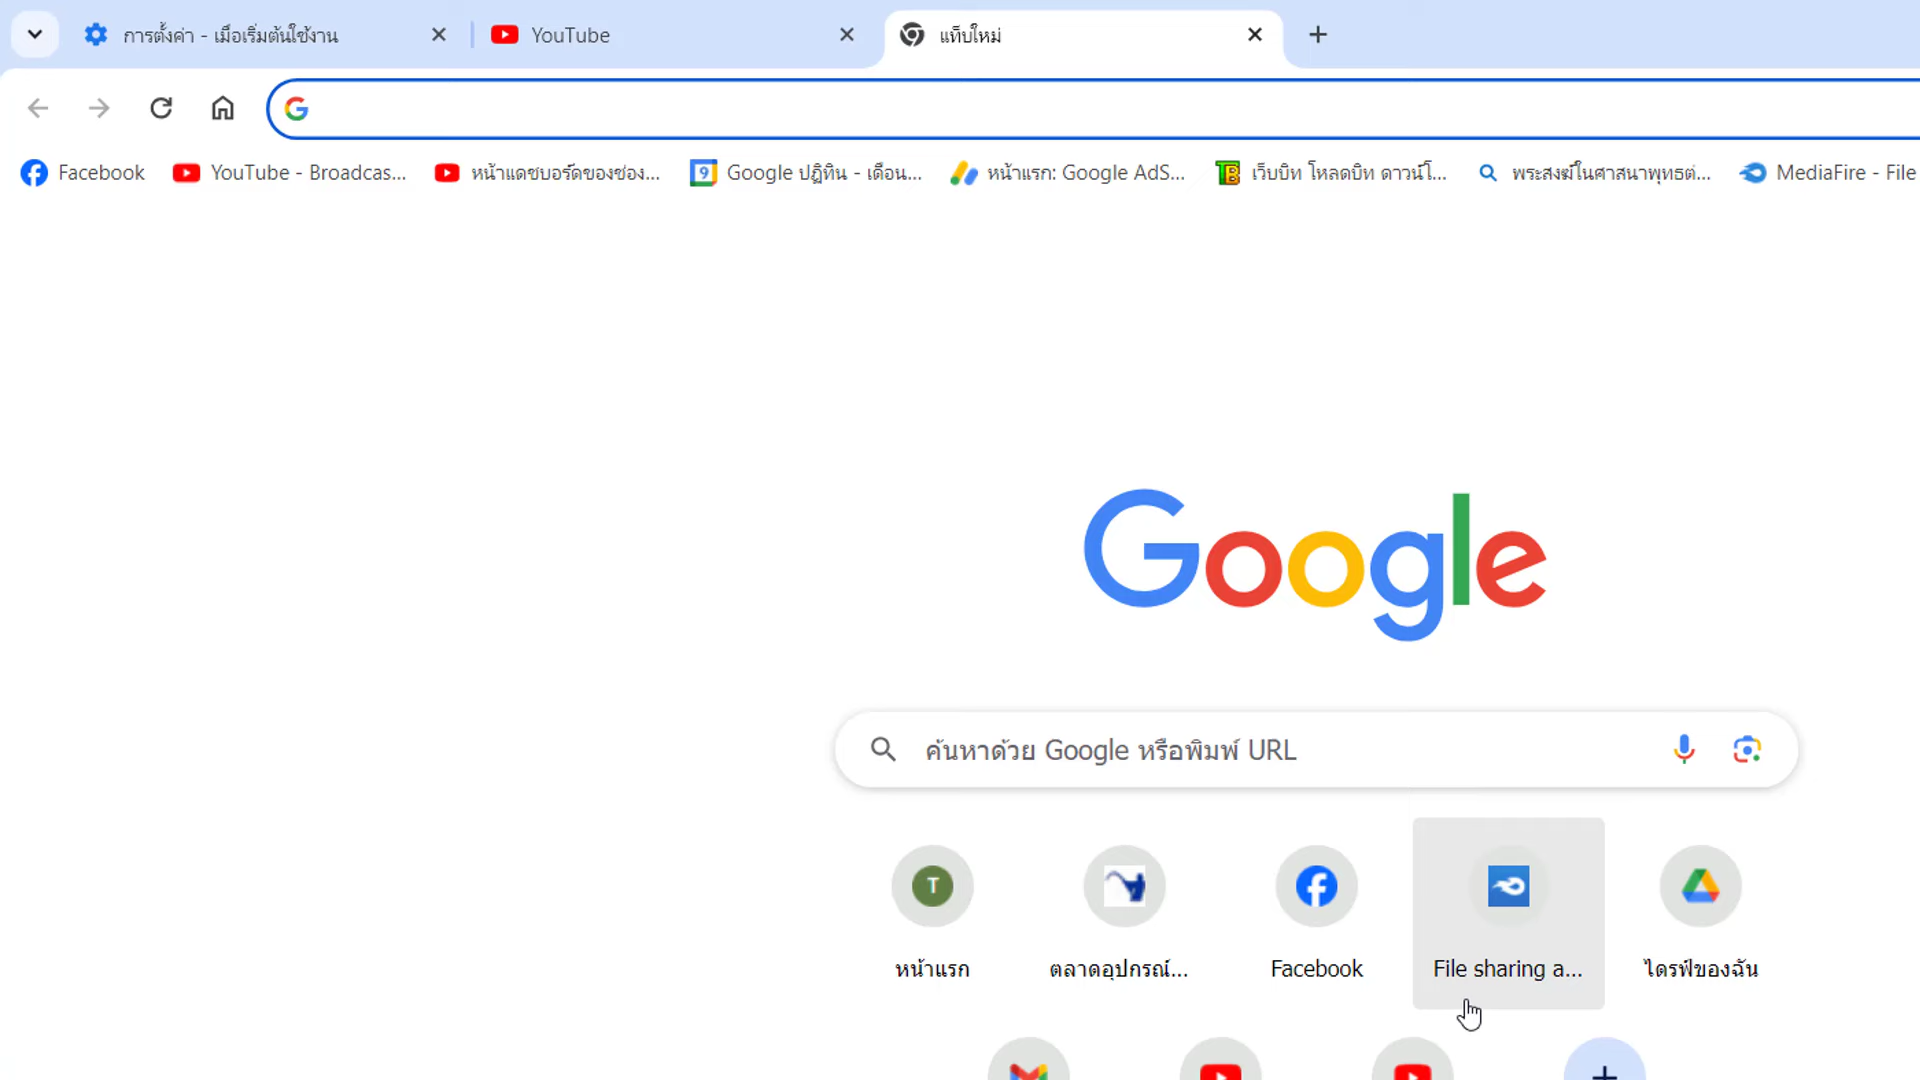 การตั้งค่า - เมื่อเริ่มต้นใช้งาน
YouTube
แท็บใหม่
Facebook
YouTube - Broadcas...
หน้าแดชบอร์ดของช่อง...
9
Google ปฏิทิน - เดือน...
หน้าแรก: Google AdS...
TB
เว็บบิท โหลดบิท ดาวน์โ...
พระสงฆ์ในศาสนาพุทธต่...
MediaFire - File
Google
ค้นหาด้วย Google หรือพิมพ์ URL
T
หน้าแรก
ตลาดอุปกรณ์...
Facebook
File sharing a...
ไดรฟ์ของฉัน